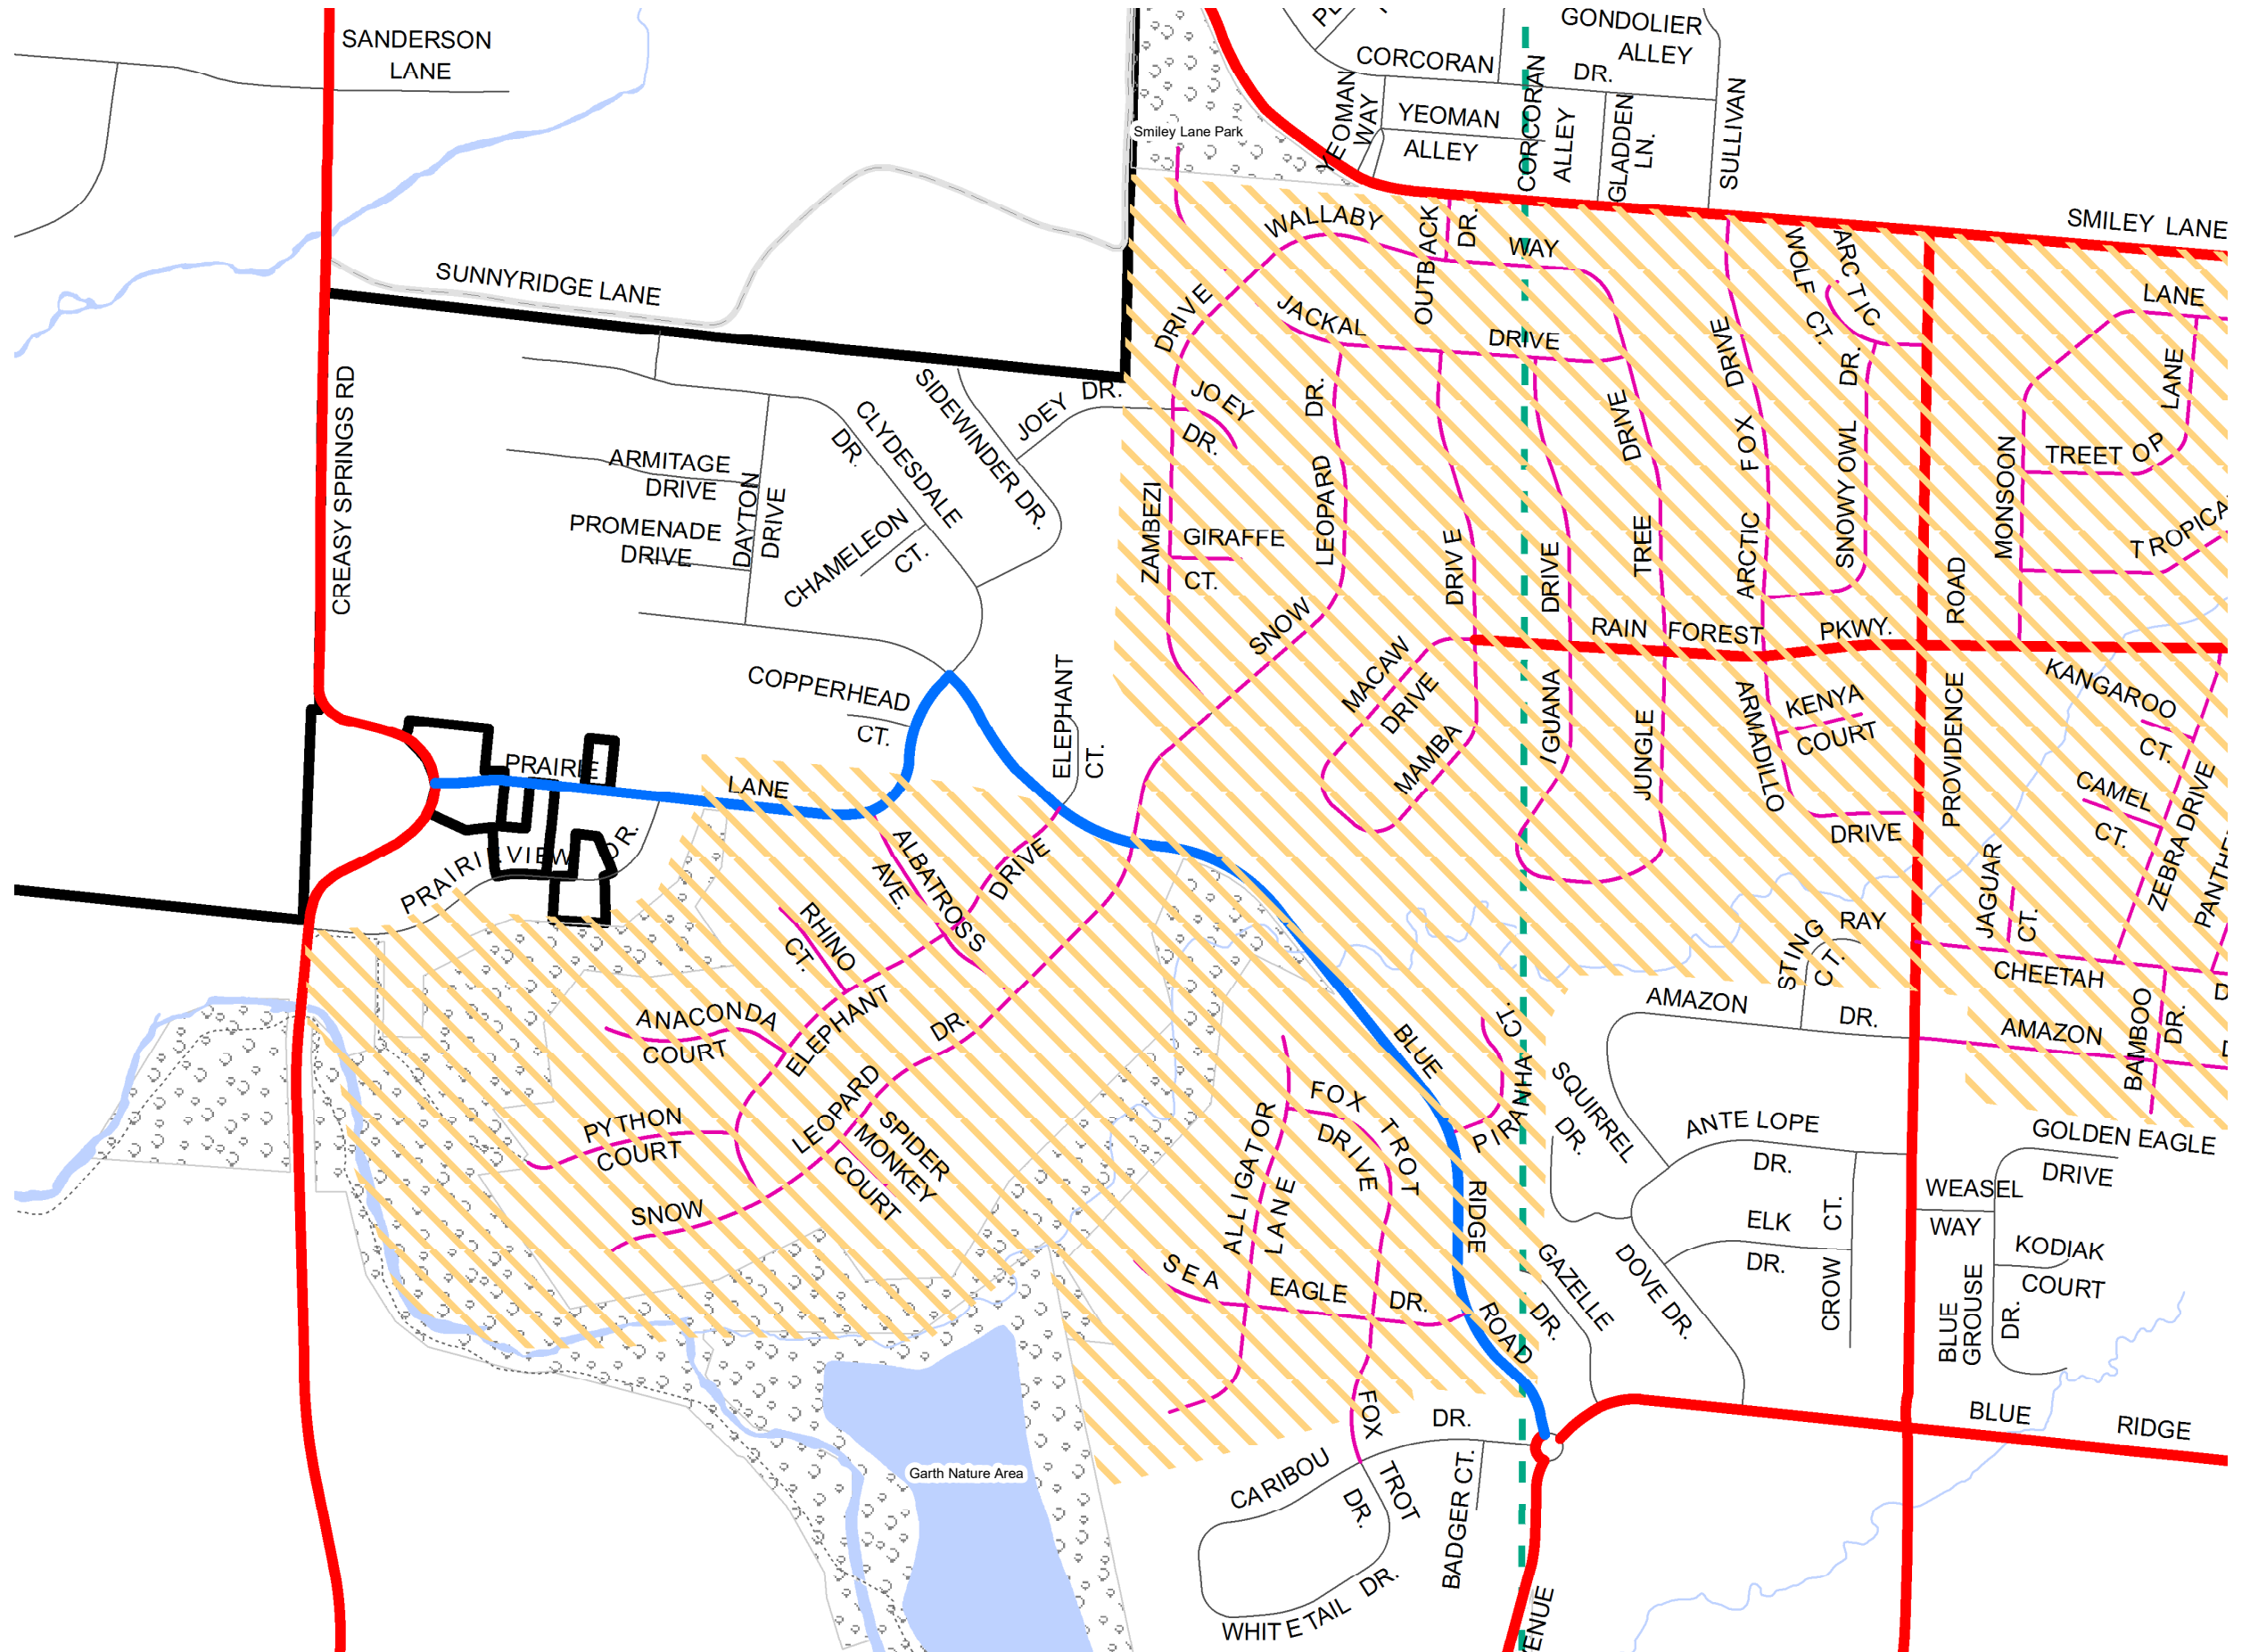 SANDERSON
LANE
GONDOLIER
ALLEY
CORCORAN
DR.
YEOMAN
WAY
YEOMAN
ALLEY
CORCORAN
ALLEY
GLADDEN
LN.
SULLIVAN
Smiley Lane Park
SMILEY LANE
SUNNYRIDGE LANE
WALLABY
WAY
OUTBACK
DR.
WOLF
CT.
ARCTIC
LANE
JACKAL
DRIVE
DRIVE
DRIVE
DR.
LANE
CREASY SPRINGS RD
SIDEWINDER DR.
JOEY
DR.
JOEY
DR.
CLYDESDALE
DR.
LEOPARD
DR.
DRIVE
ARMITAGE
DRIVE
DAYTON
DRIVE
PROMENADE
DRIVE
CHAMELEON
CT.
ZAMBEZI
GIRAFFE
CT.
SNOW
DRIVE
DRIVE
TREE
ARCTIC
FOX
SNOWY OWL
MONSOON
TREETOP
TROPICA
ROAD
RAIN FOREST
PKWY.
COPPERHEAD
CT.
ELEPHANT
CT.
MACAW
DRIVE
MAMBA
IGUANA
JUNGLE
ARMADILLO
KENYA
COURT
DRIVE
PROVIDENCE
KANGAROO
CT.
CAMEL
CT.
ZEBRA DRIVE
PANTHE
PRAIRIE
LANE
PRAIRIE VIEW
DR.
ALBATROSS
AVE.
DRIVE
RHINO
CT.
JAGUAR
CT.
STING
RAY
CT.
CHEETAH
D
ANACONDA
COURT
ELEPHANT
DR.
AMAZON
DR.
AMAZON
D
BAMBOO
DR.
BLUE
PIRANHA
CT.
SQUIRREL
DR.
PYTHON
COURT
LEOPARD
SPIDER
MONKEY
COURT
SNOW
ALLIGATOR
LANE
FOX
TROT
DRIVE
RIDGE
ANTELOPE
DR.
GOLDEN EAGLE
DRIVE
WEASEL
WAY
ELK
DR.
CROW
CT.
KODIAK
COURT
SEA
EAGLE
DR.
GAZELLE
DR.
DOVE DR.
BLUE
GROUSE
DR.
ROAD
FOX
TROT
DR.
DR.
CARIBOU
BADGER CT.
BLUE
RIDGE
Garth Nature Area
WHITETAIL
DR.
ENUE